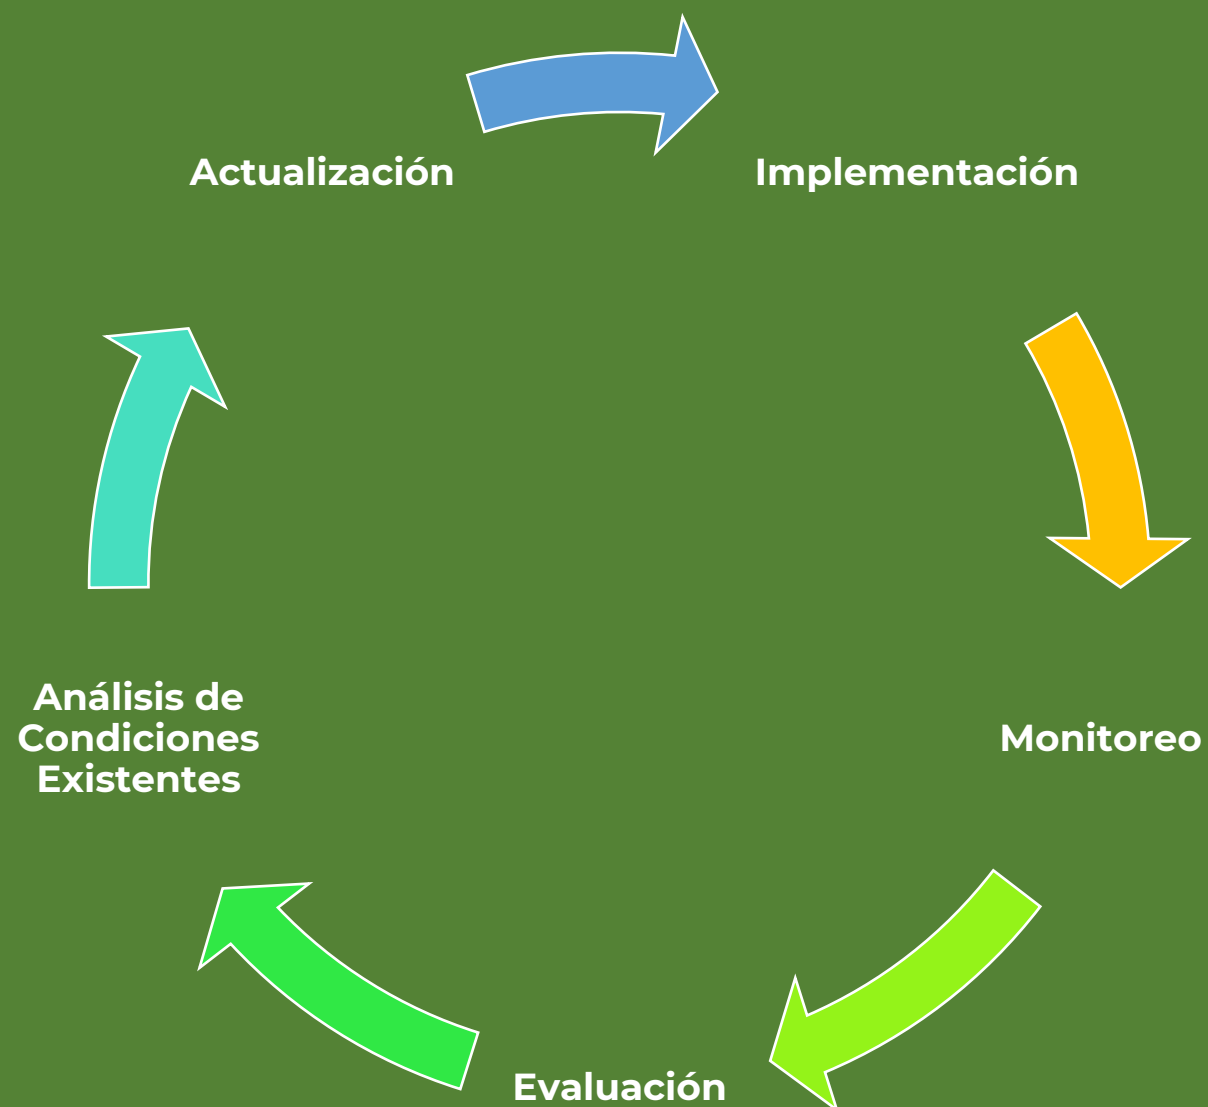 Actualización
Implementación
Análisis de
Condiciones
Existentes
Monitoreo
Evaluación